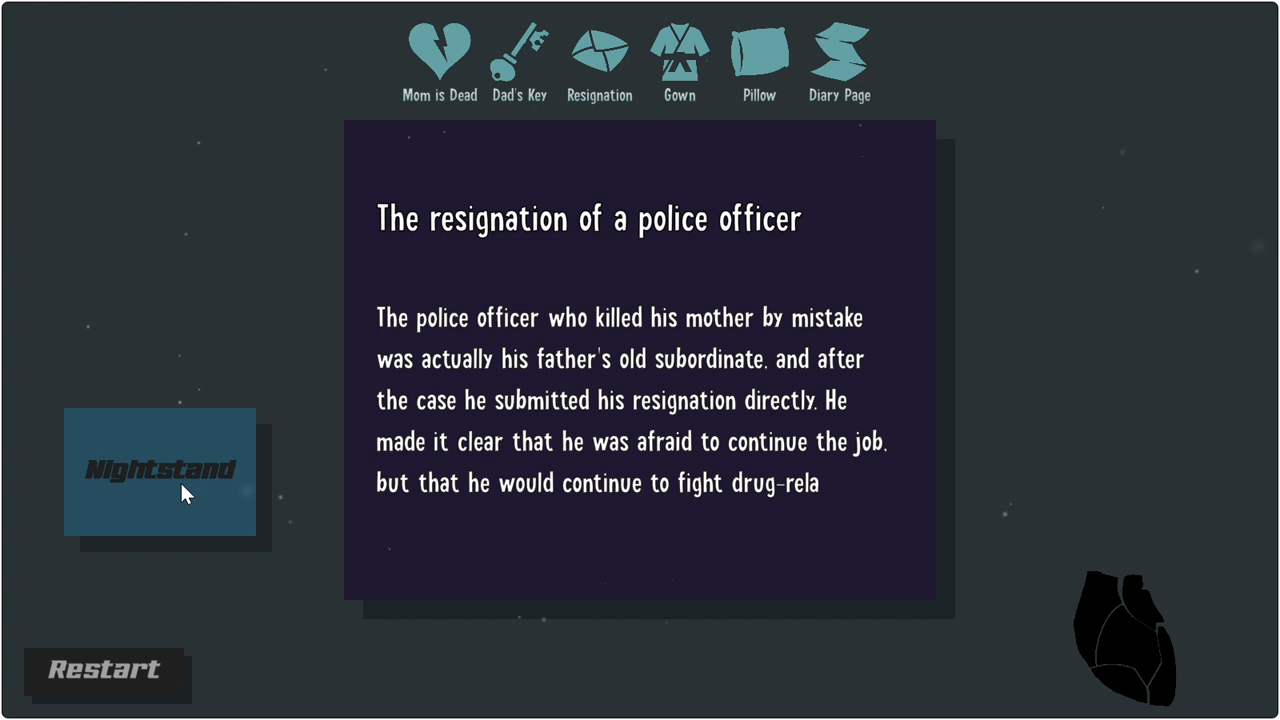 Mom is Dead
Dad's Key
Resignation
Gown
Pillow
Diary Page
The resignation of a police officer
The police officer who killed his mother by mistake
was actually his father's old subordinate, and after
the case he submitted his resignation directly. He
made it clear that he was afraid to continue the job,
but that he would continue to fight drug-rela
Nightstand
Restart